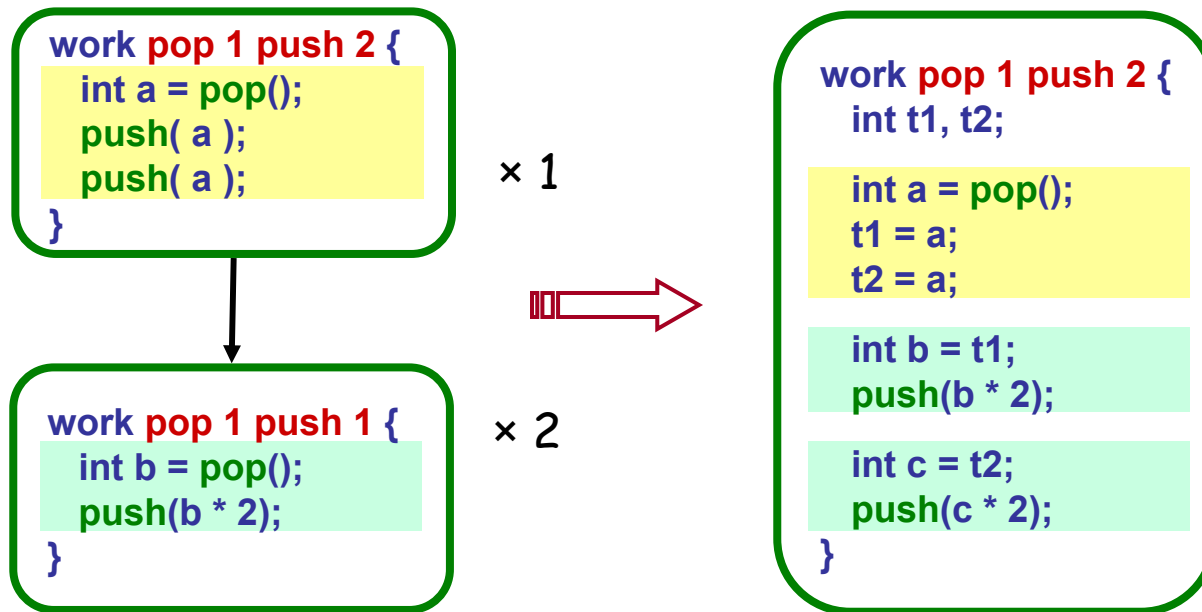 work pop 1 push 2 {
int a = pop();
push( a );
push( a );
}
× 1
work pop 1 push 1 {
int b = pop();
push(b * 2);
}
× 2
work pop 1 push 2 {
int t1, t2;
int a = pop();
t1 = a;
t2 = a;
int b = t1;
push(b * 2);
int c = t2;
push(c * 2);
}